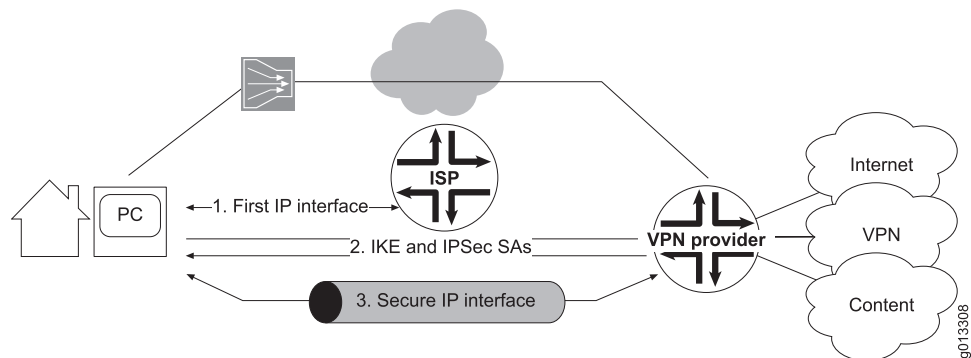 ISP
PC
1. First IP interface
2. IKE and IPSec SAs
3. Secure IP interface
VPN provider
Internet
VPN
Content
g013308